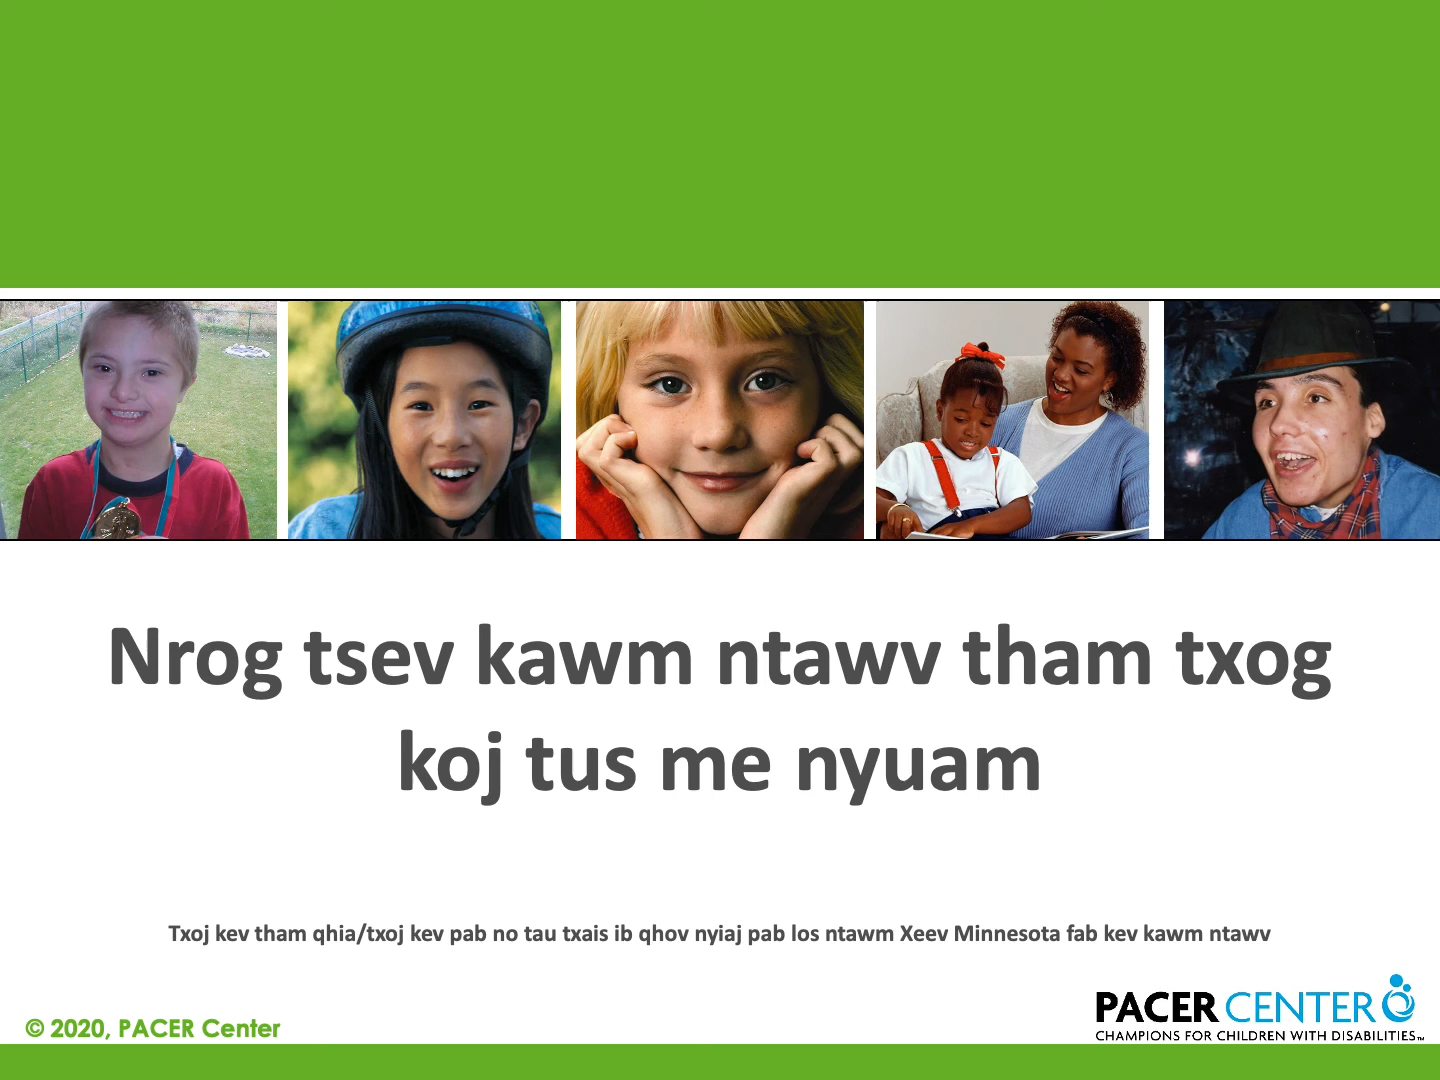 Nrog tsev kawm ntawv tham txog
koj tus me nyuam
Txoj kev tham qhia/txoj kev pab no tau txais ib qhov nyiaj pab los ntawm Xeev Minnesota fab kev kawm ntawv
© 2020, PACER Center
PACER CENTER
CHAMPIONS FOR CHILDREN WITH DISABILITIES™